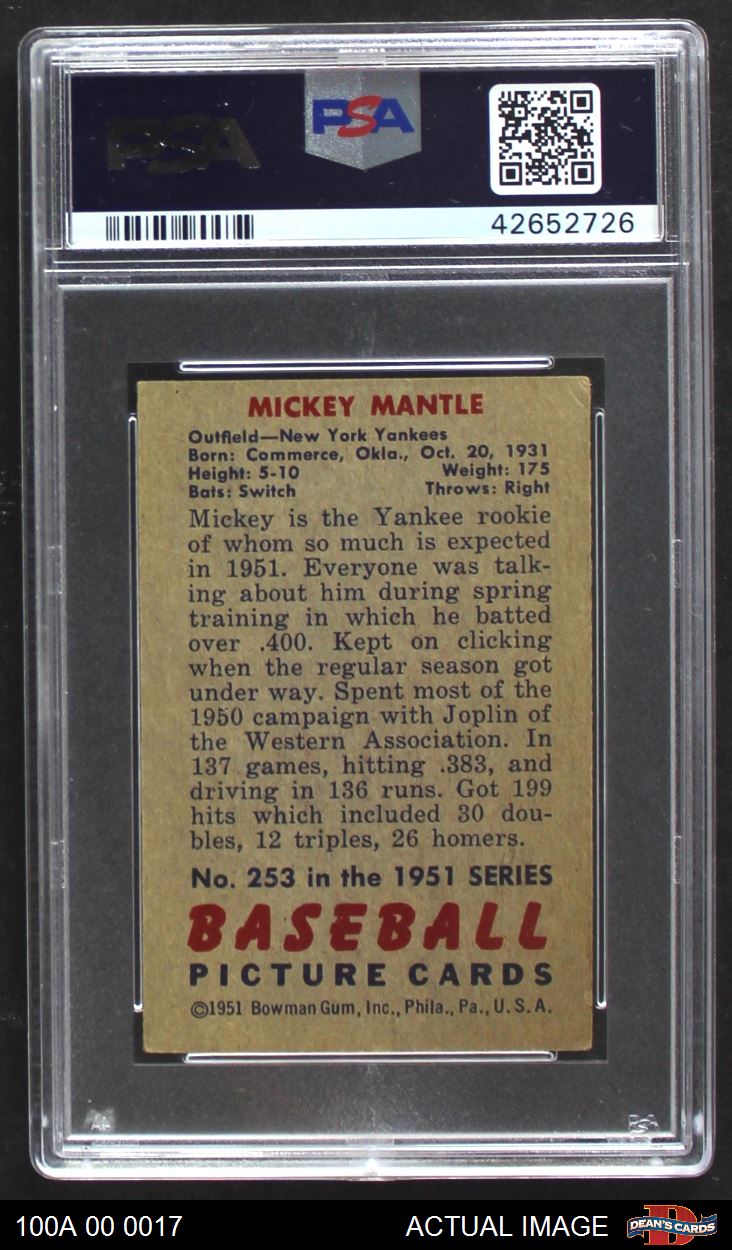 PSA
PSA
42652726
MICKEY MANTLE
Outfield—New York Yankees
Born: Commerce, Okla., Oct. 20, 1931
Height: 5-10 Weight: 175
Bats: Switch Throws: Right
Mickey is the Yankee rookie
of whom so much is expected
in 1951. Everyone was talk-
ing about him during spring
training in which he batted
over .400. Kept on clicking
when the regular season got
under way. Spent most of the
1950 campaign with Joplin of
the Western Association. In
137 games, hitting .383, and
driving in 136 runs. Got 199
hits which included 30 dou-
bles, 12 triples, 26 homers.
No. 253 in the 1951 SERIES
BASEBALL
PICTURE CARDS
©1951 Bowman Gum, Inc., Phila., Pa., U.S.A.
PSA
100A 00 0017 ACTUAL IMAGE DEAN'S CARDS